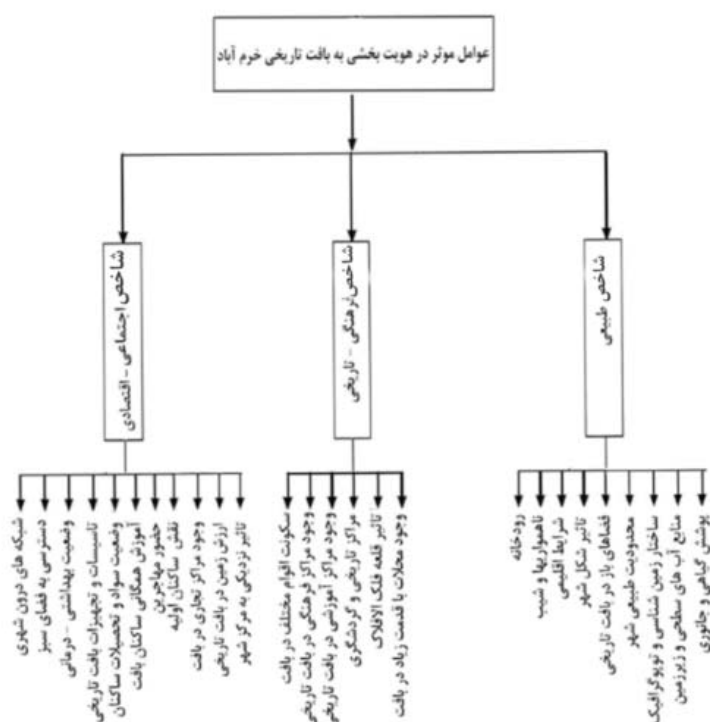 عوامل موثر در هویت بخشی به بافت تاریخی خرم آباد
شاخص طبیعی
شاخص فرهنگی - تاریخی
شاخص اجتماعی - اقتصادی
پوشش گیاهی و جانوری
منابع آب های سطحی و زیرزمین
ساختار زمین شناسی و توپوگرافیک
محدودیت طبیعی شهر
تاثیر شکل شهر
فضاهای باز در بافت تاریخی
شرایط اقلیمی
ناهمواریها و شیب
رودخانه
وجود محلات با قدمت زیاد در بافت
تاثیر قلعه فلک الافلاک
مراکز تاریخی و گردشگری
وجود مراکز آموزشی در بافت تاریخی
وجود مراکز فرهنگی در بافت تاریخی
سکونت اقوام مختلف در بافت
تاثیر نزدیکی به مرکز شهر
ارزش زمین در بافت تاریخی
وجود مراکز تجاری در بافت
نقش ساکنان اولیه
حضور مهاجرین
آموزش همگانی ساکنان بافت
وضعیت سواد و تحصیلات ساکنان
تاسیسات و تجهیزات بافت تاریخی
وضعیت بهداشتی - درمانی
دسترسی به فضای سبز
شبکه های درون شهری